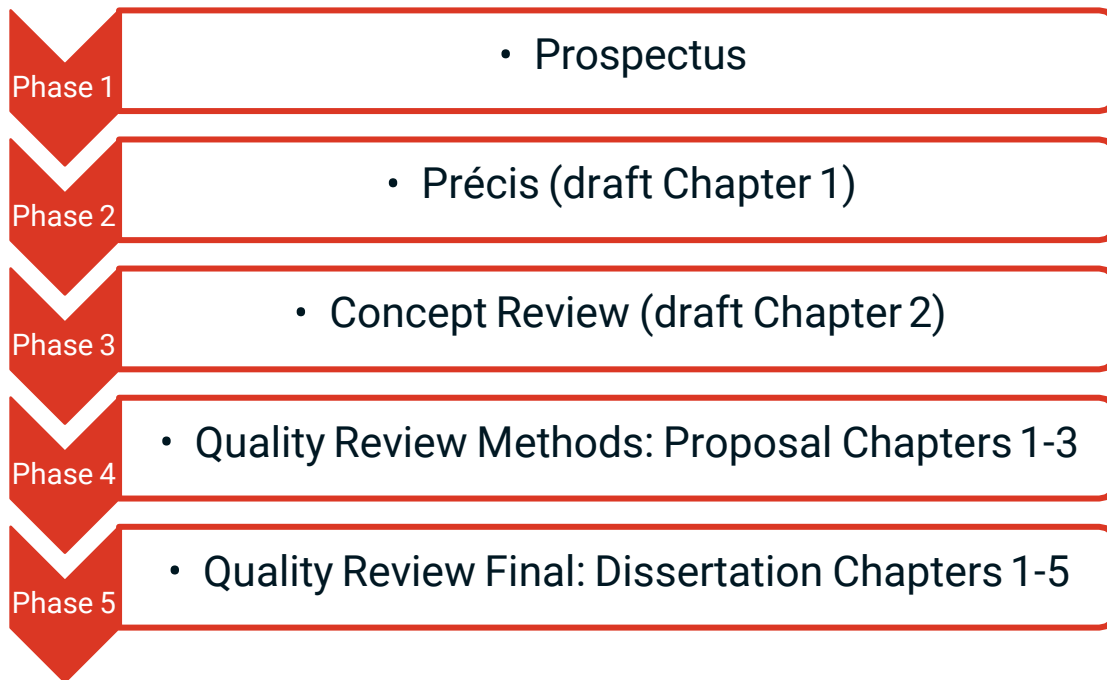 Phase 1
• Prospectus
Phase 2
• Précis (draft Chapter 1)
Phase 3
• Concept Review (draft Chapter 2)
Phase 4
• Quality Review Methods: Proposal Chapters 1-3
Phase 5
• Quality Review Final: Dissertation Chapters 1-5